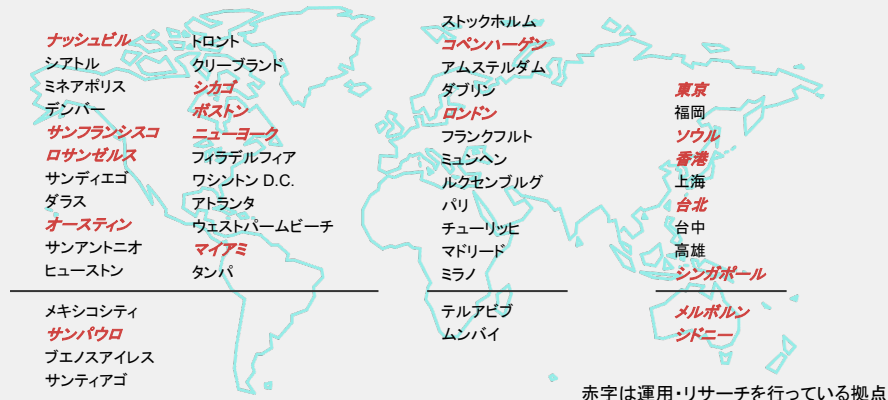 ナッシュビル
シアトル
ミネアポリス
デンバー
サンフランシスコ
ロサンゼルス
サンディエゴ
ダラス
オースティン
サンアントニオ
ヒューストン
トロント
クリーブランド
シカゴ
ボストン
ニューヨーク
フィラデルフィア
ワシントン D.C.
アトランタ
ウェストパームビーチ
マイアミ
タンパ
メキシコシティ
サンパウロ
ブエノスアイレス
サンティアゴ
ストックホルム
コペンハーゲン
アムステルダム
ダブリン
ロンドン
フランクフルト
ミュンヘン
ルクセンブルグ
パリ
チューリッヒ
マドリード
ミラノ
テルアビブ
ムンバイ
東京
福岡
ソウル
香港
上海
台北
台中
高雄
シンガポール
メルボルン
シドニー
赤字は運用・リサーチを行っている拠点